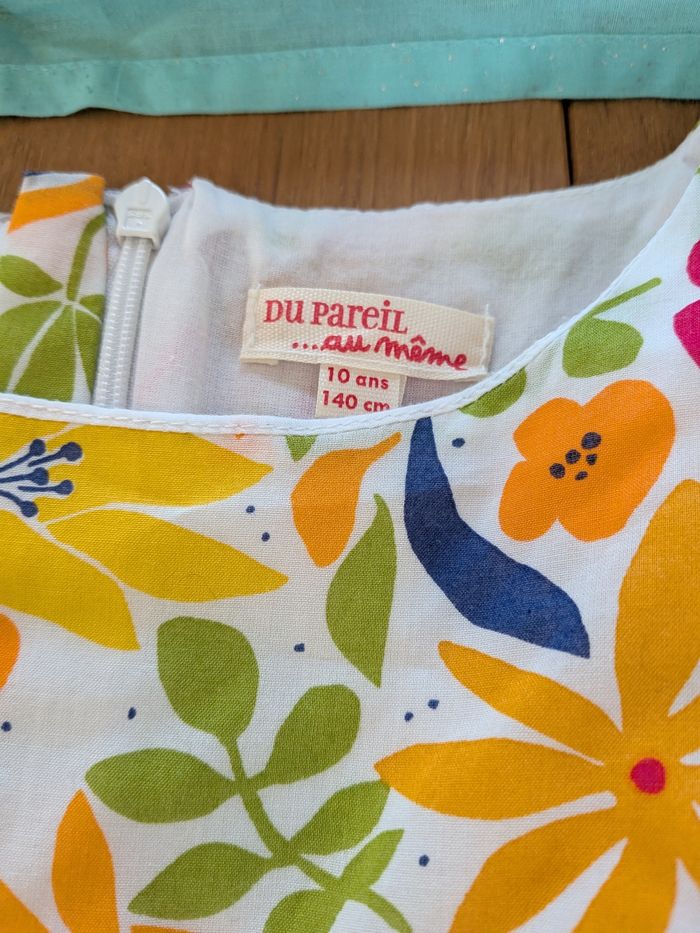 DU PAREIL
...au même
10 ans
140 cm